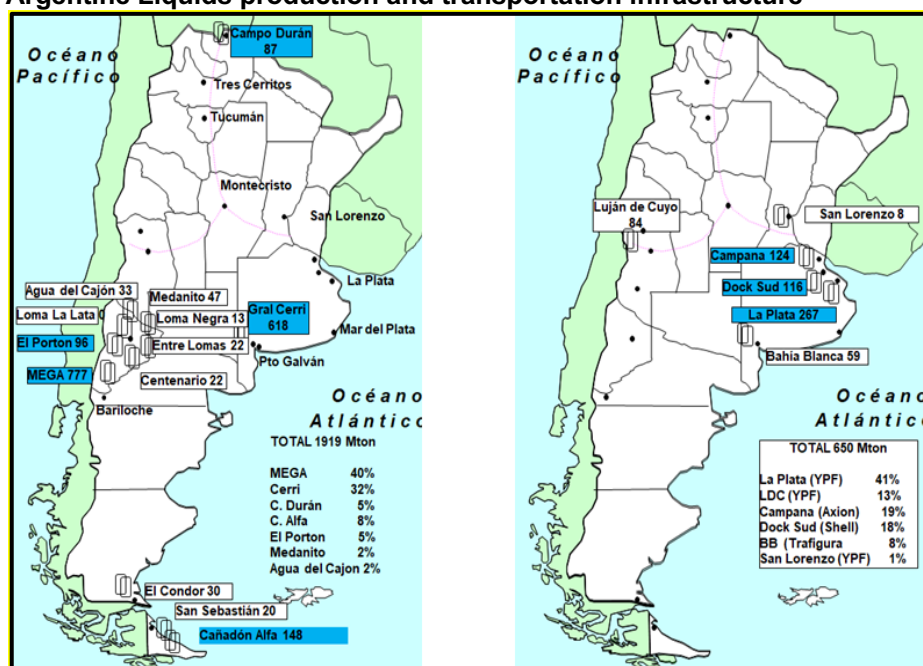 Argentine Liquids production and transportation infrastructure
Océano
Pacífico
Campo Durán
87
Tres Cerritos
Tucumán
Montecristo
San Lorenzo
La Plata
Agua del Cajón 33
Medanito 47
Loma La Lata 0
Loma Negra 13
Gral Cerri
618
Mar del Plata
El Porton 96
Entre Lomas 22
Pto Galván
MEGA 777
Centenario 22
Bariloche
Océano
Atlántico
TOTAL 1919 Mton
MEGA 40%
Cerri 32%
C. Durán 5%
C. Alfa 8%
El Porton 5%
Medanito 2%
Agua del Cajon 2%
El Condor 30
San Sebastián 20
Cañadón Alfa 148
Océano
Pacífico
Luján de Cuyo
84
San Lorenzo 8
Campana 124
Dock Sud 116
La Plata 267
Bahía Blanca 59
Océano
Atlántico
TOTAL 650 Mton
La Plata (YPF) 41%
LDC (YPF) 13%
Campana (Axion) 19%
Dock Sud (Shell) 18%
BB (Trafigura 8%
San Lorenzo (YPF) 1%